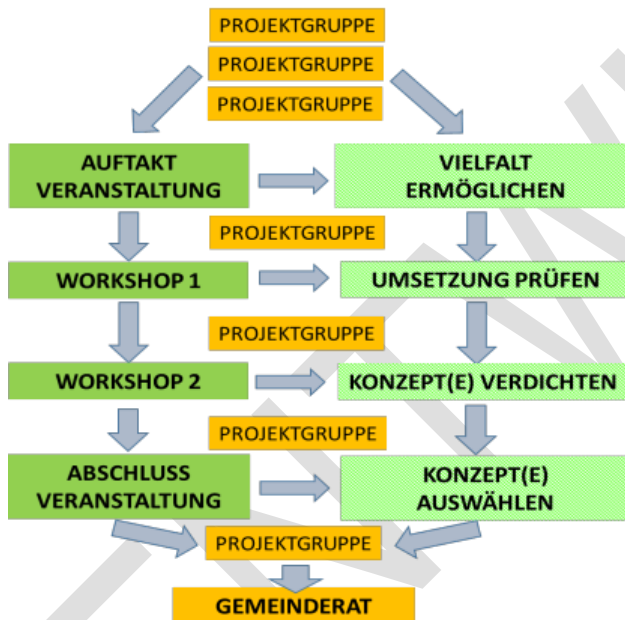 PROJEKTGRUPPE
PROJEKTGRUPPE
PROJEKTGRUPPE
AUFTAKT
VERANSTALTUNG
VIELFALT
ERMÖGLICHEN
PROJEKTGRUPPE
WORKSHOP 1
UMSETZUNG PRÜFEN
PROJEKTGRUPPE
WORKSHOP 2
KONZEPT(E) VERDICHTEN
PROJEKTGRUPPE
ABSCHLUSS
VERANSTALTUNG
KONZEPT(E)
AUSWÄHLEN
PROJEKTGRUPPE
GEMEINDERAT